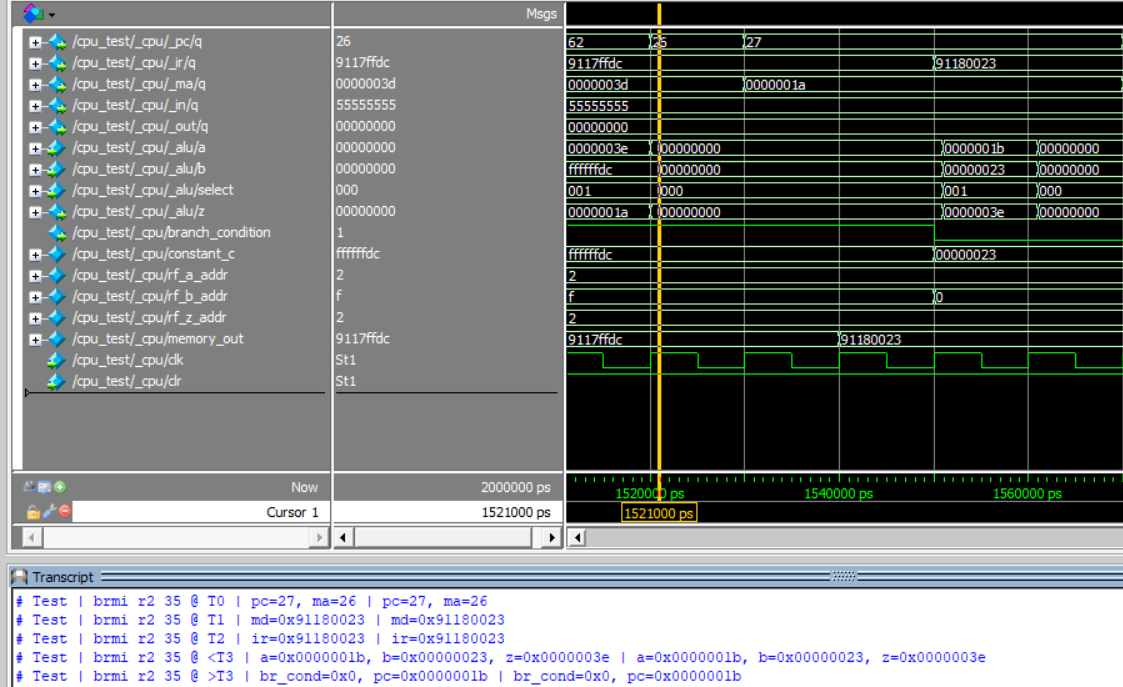 Msgs
/cpu_test/_cpu/_pc/q 26 62 26 27
/cpu_test/_cpu/_ir/q 9117ffdc 9117ffdc 91180023
/cpu_test/_cpu/_ma/q 0000003d 0000003d 0000001a
/cpu_test/_cpu/_in/q 55555555 55555555
/cpu_test/_cpu/_out/q 00000000 00000000
/cpu_test/_cpu/_alu/a 00000000 0000003e 00000000 0000001b 00000000
/cpu_test/_cpu/_alu/b 00000000 ffffffdc 00000000 00000023 00000000
/cpu_test/_cpu/_alu/select 000 001 000 001 000
/cpu_test/_cpu/_alu/z 00000000 0000001a 00000000 0000003e 00000000
/cpu_test/_cpu/branch_condition 1
/cpu_test/_cpu/constant_c ffffffdc ffffffdc 00000023
/cpu_test/_cpu/rf_a_addr 2 2
/cpu_test/_cpu/rf_b_addr f f 0
/cpu_test/_cpu/rf_z_addr 2 2
/cpu_test/_cpu/memory_out 9117ffdc 9117ffdc 91180023
/cpu_test/_cpu/clk St1
/cpu_test/_cpu/clr St1
Now 2000000 ps 1520000 ps 1540000 ps 1560000 ps
Cursor 1 1521000 ps 1521000 ps
Transcript
# Test | brmi r2 35 @ T0 | pc=27, ma=26 | pc=27, ma=26
# Test | brmi r2 35 @ T1 | md=0x91180023 | md=0x91180023
# Test | brmi r2 35 @ T2 | ir=0x91180023 | ir=0x91180023
# Test | brmi r2 35 @ <T3 | a=0x0000001b, b=0x00000023, z=0x0000003e | a=0x0000001b, b=0x00000023, z=0x0000003e
# Test | brmi r2 35 @ >T3 | br_cond=0x0, pc=0x0000001b | br_cond=0x0, pc=0x0000001b